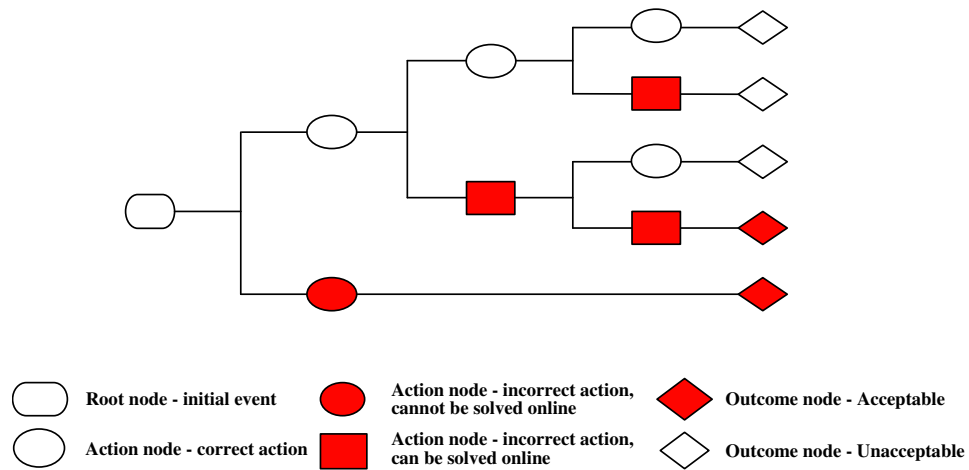 Root node - initial event
Action node - correct action
Action node - incorrect action,
cannot be solved online
Action node - incorrect action,
can be solved online
Outcome node - Acceptable
Outcome node - Unacceptable